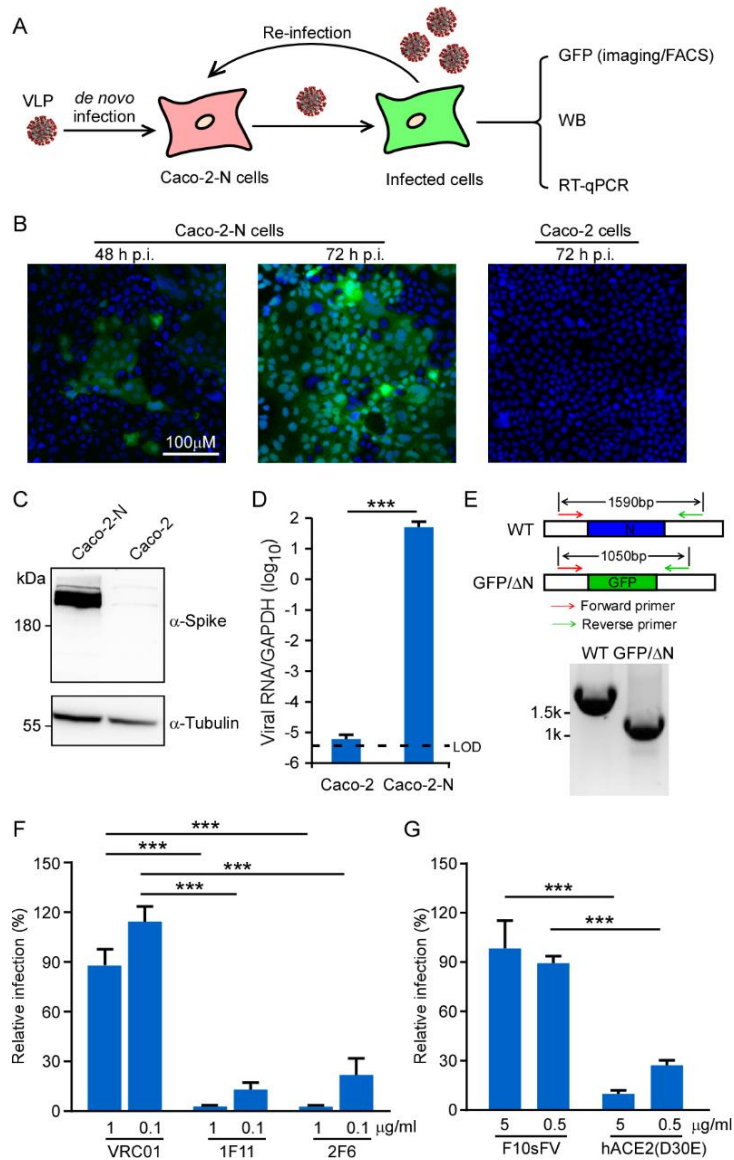 A
Re-infection
VLP
de novo
infection
Caco-2-N cells
Infected cells
GFP (imaging/FACS)
WB
RT-qPCR
B
Caco-2-N cells
Caco-2 cells
48 h p.i.
72 h p.i.
72 h p.i.
100μM
C
Caco-2-N
Caco-2
kDa
180
α-Spike
55
α-Tubulin
D
***
Viral RNA/GAPDH (log10)
2
1
0
-1
-2
-3
-4
-5
-6
LOD
Caco-2
Caco-2-N
E
1590bp
WT
N
1050bp
GFP/ΔN
GFP
Forward primer
Reverse primer
WT GFP/ΔN
1.5k
1k
F
***
***
***
***
Relative infection (%)
150
120
90
60
30
0
1 0.1 1 0.1 1 0.1 μg/ml
VRC01 1F11 2F6
G
***
***
Relative infection (%)
150
120
90
60
30
0
5 0.5 5 0.5 μg/ml
F10sFV hACE2(D30E)